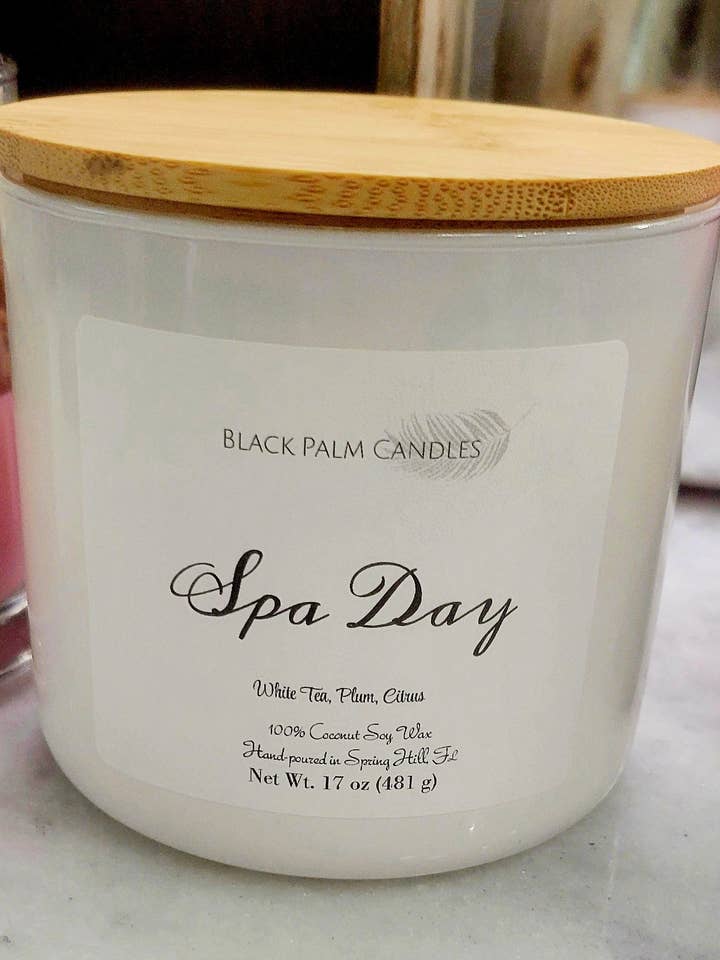 BLACK PALM CANDLES
Spa Day
White Tea, Plum, Citrus
100% Coconut Soy Wax
Hand-poured in Spring Hill, FL
Net Wt. 17 oz (481 g)